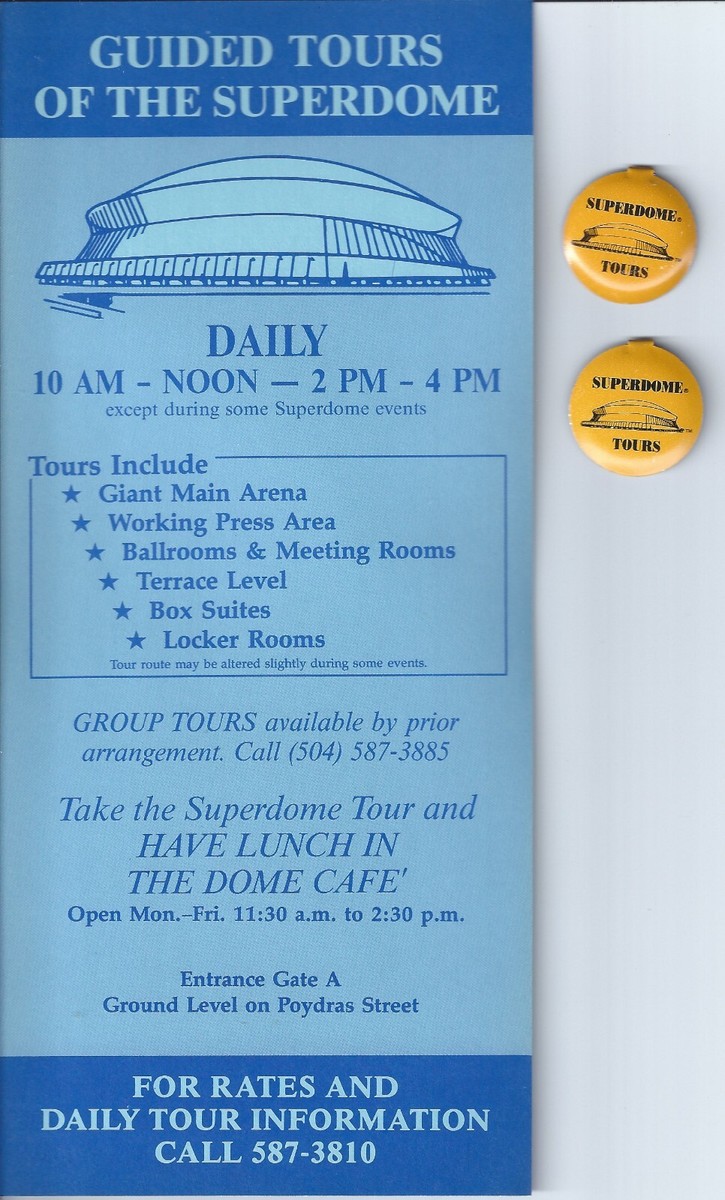 GUIDED TOURS
OF THE SUPERDOME
DAILY
10 AM - NOON — 2 PM - 4 PM
except during some Superdome events
Tours Include
★ Giant Main Arena
★ Working Press Area
★ Ballrooms & Meeting Rooms
★ Terrace Level
★ Box Suites
★ Locker Rooms
Tour route may be altered slightly during some events.
GROUP TOURS available by prior
arrangement. Call (504) 587-3885
Take the Superdome Tour and
HAVE LUNCH IN
THE DOME CAFE'
Open Mon.-Fri. 11:30 a.m. to 2:30 p.m.
Entrance Gate A
Ground Level on Poydras Street
FOR RATES AND
DAILY TOUR INFORMATION
CALL 587-3810
SUPERDOME®
TOURS
SUPERDOME®
™
TOURS